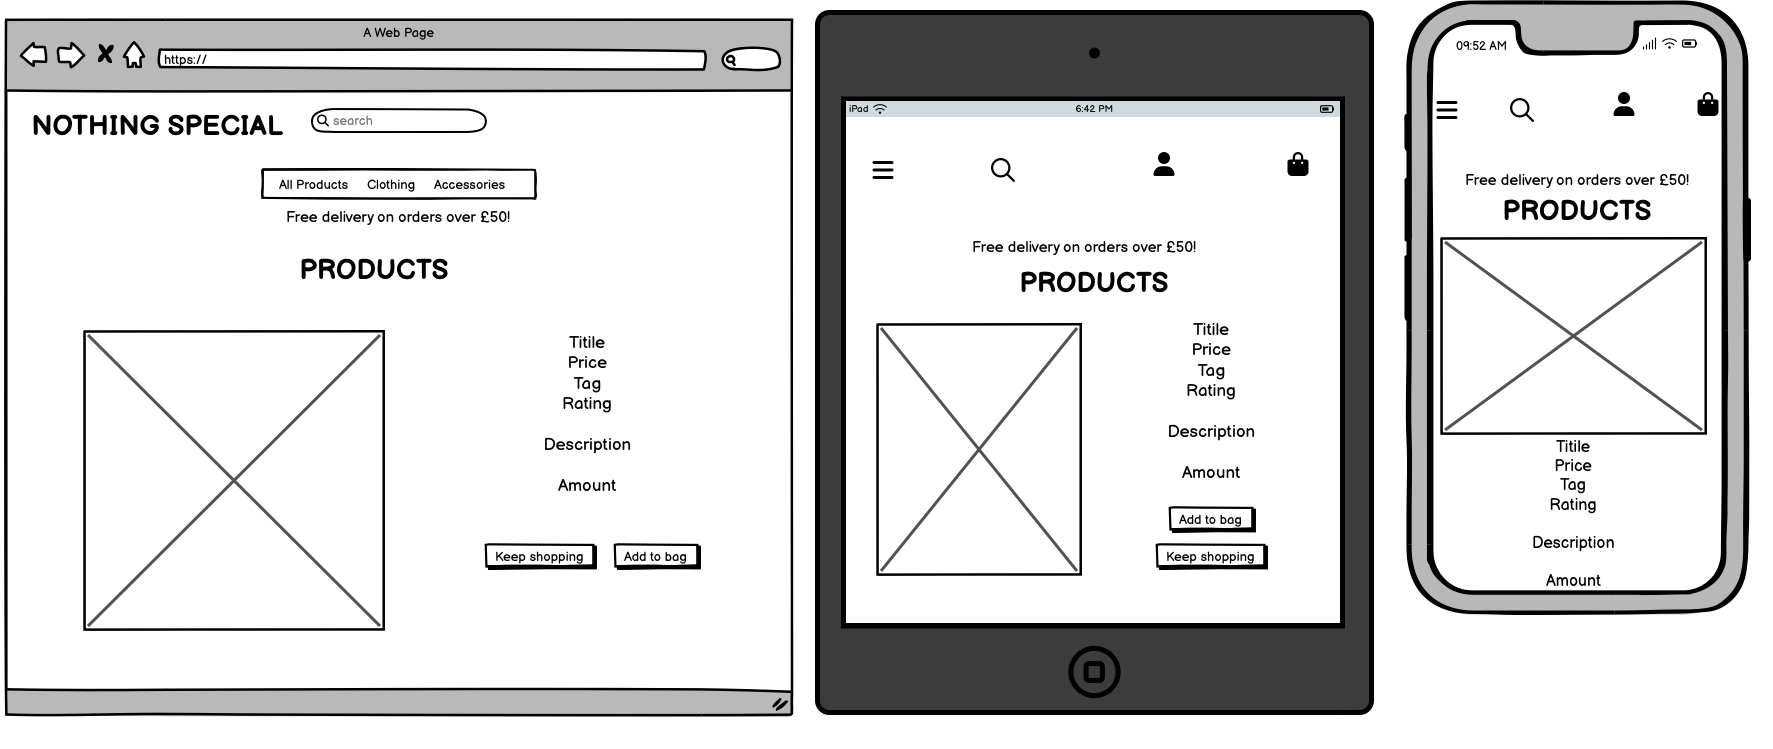 A Web Page
https://
NOTHING SPECIAL
search
All Products Clothing Accessories
Free delivery on orders over £50!
PRODUCTS
Titile
Price
Tag
Rating
Description
Amount
Keep shopping Add to bag
iPad 6:42 PM
Free delivery on orders over £50!
PRODUCTS
Titile
Price
Tag
Rating
Description
Amount
Add to bag
Keep shopping
09:52 AM
Free delivery on orders over £50!
PRODUCTS
Titile
Price
Tag
Rating
Description
Amount